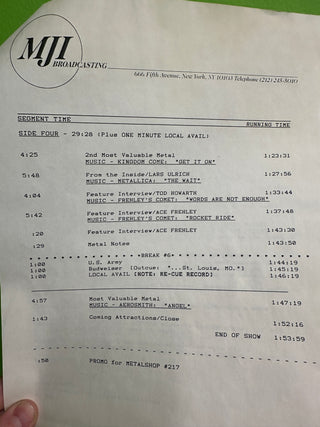 MJI
BROADCASTING
666 Fifth Avenue, New York, NY 10103 Telephone (212) 245-5010
SEGMENT TIME RUNNING TIME
SIDE FOUR - 29:28 (Plus ONE MINUTE LOCAL AVAIL)
4:25 2nd Most Valuable Metal 1:23:31
MUSIC - KINGDOM COME: "GET IT ON"
5:48 From the Inside/LARS ULRICH 1:27:56
MUSIC - METALLICA: "THE WAIT"
4:04 Feature Interview/TOD HOWARTH 1:33:44
MUSIC - FREHLEY'S COMET: "WORDS ARE NOT ENOUGH"
5:42 Feature Interview/ACE FREHLEY 1:37:48
MUSIC - FREHLEY'S COMET: "ROCKET RIDE"
:20 Feature Interview/ACE FREHLEY 1:43:30
:29 Metal Notes 1:43:50
BREAK #6
1:00 U.S. Army 1:44:19
1:00 Budweiser (Outcue: "...St. Louis, MO.") 1:45:19
1:00 LOCAL AVAIL (NOTE: RE-CUE RECORD) 1:46:19
4:57 Most Valuable Metal 1:47:19
MUSIC - AEROSMITH: "ANGEL"
1:43 Coming Attractions/Close 1:52:16
END OF SHOW 1:53:59
:50 PROMO for METALSHOP #217